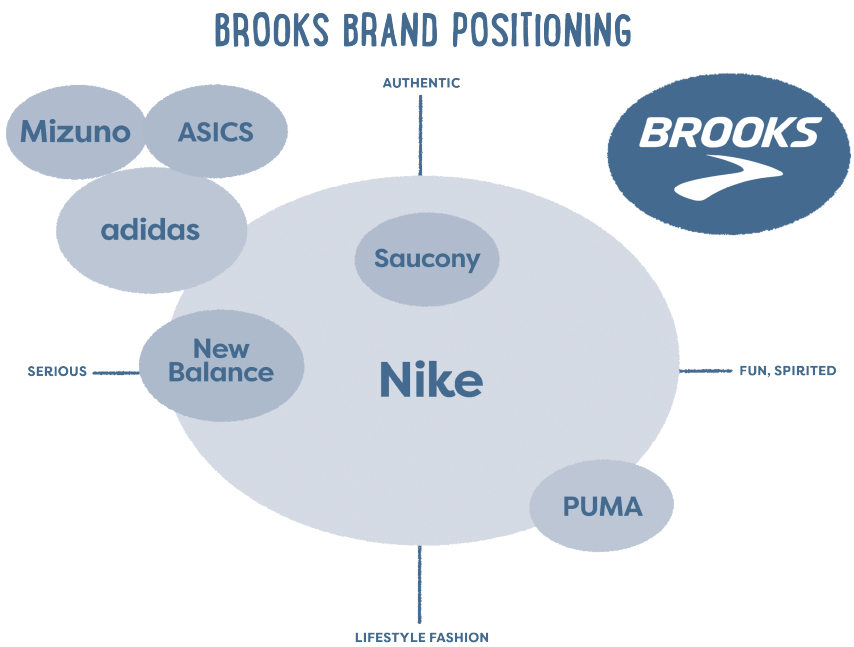 BROOKS BRAND POSITIONING
AUTHENTIC
Mizuno
ASICS
BROOKS
adidas
Saucony
New
Balance
Nike
SERIOUS
FUN, SPIRITED
PUMA
LIFESTYLE FASHION